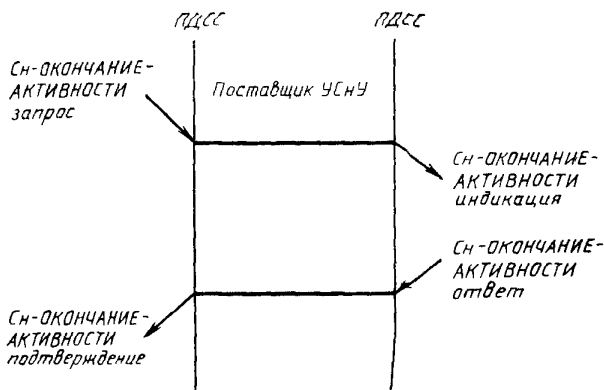 ПДСС ПДСС
Сн-ОКОНЧАНИЕ-
АКТИВНОСТИ
запрос
Поставщик УСнУ
Сн-ОКОНЧАНИЕ-
АКТИВНОСТИ
индикация
Сн-ОКОНЧАНИЕ-
АКТИВНОСТИ
ответ
Сн-ОКОНЧАНИЕ-
АКТИВНОСТИ
подтверждение